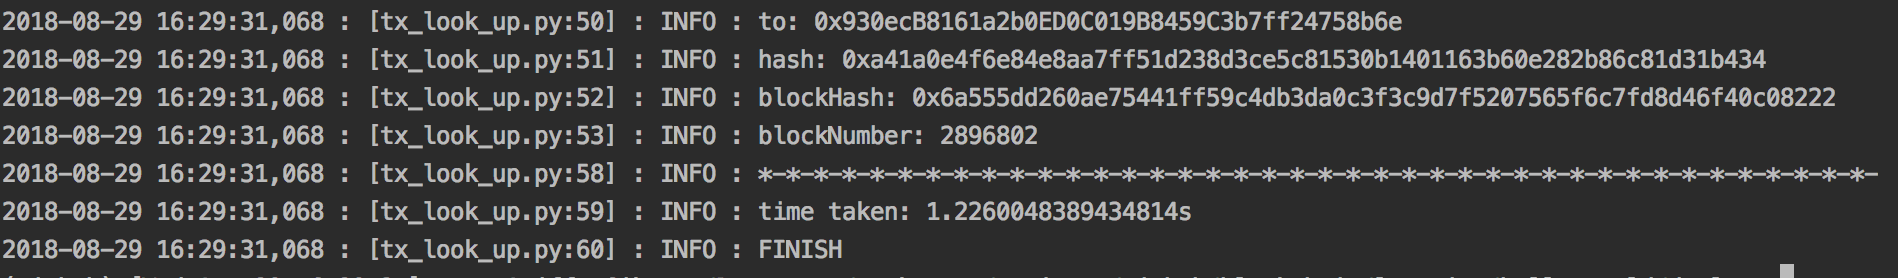 2018-08-29 16:29:31,068 : [tx_look_up.py:50] : INFO : to: 0x930ecB8161a2b0ED0C019B8459C3b7ff24758b6e
2018-08-29 16:29:31,068 : [tx_look_up.py:51] : INFO : hash: 0xa41a0e4f6e84e8aa7ff51d238d3ce5c81530b1401163b60e282b86c81d31b434
2018-08-29 16:29:31,068 : [tx_look_up.py:52] : INFO : blockHash: 0x6a555dd260ae75441ff59c4db3da0c3f3c9d7f5207565f6c7fd8d46f40c08222
2018-08-29 16:29:31,068 : [tx_look_up.py:53] : INFO : blockNumber: 2896802
2018-08-29 16:29:31,068 : [tx_look_up.py:58] : INFO : *-*-*-*-*-*-*-*-*-*-*-*-*-*-*-*-*-*-*-*-*-*-*-*-*-*-*-*-*-*-*-*-*-*-*-*-*-*-*-*-
2018-08-29 16:29:31,068 : [tx_look_up.py:59] : INFO : time taken: 1.2260048389434814s
2018-08-29 16:29:31,068 : [tx_look_up.py:60] : INFO : FINISH